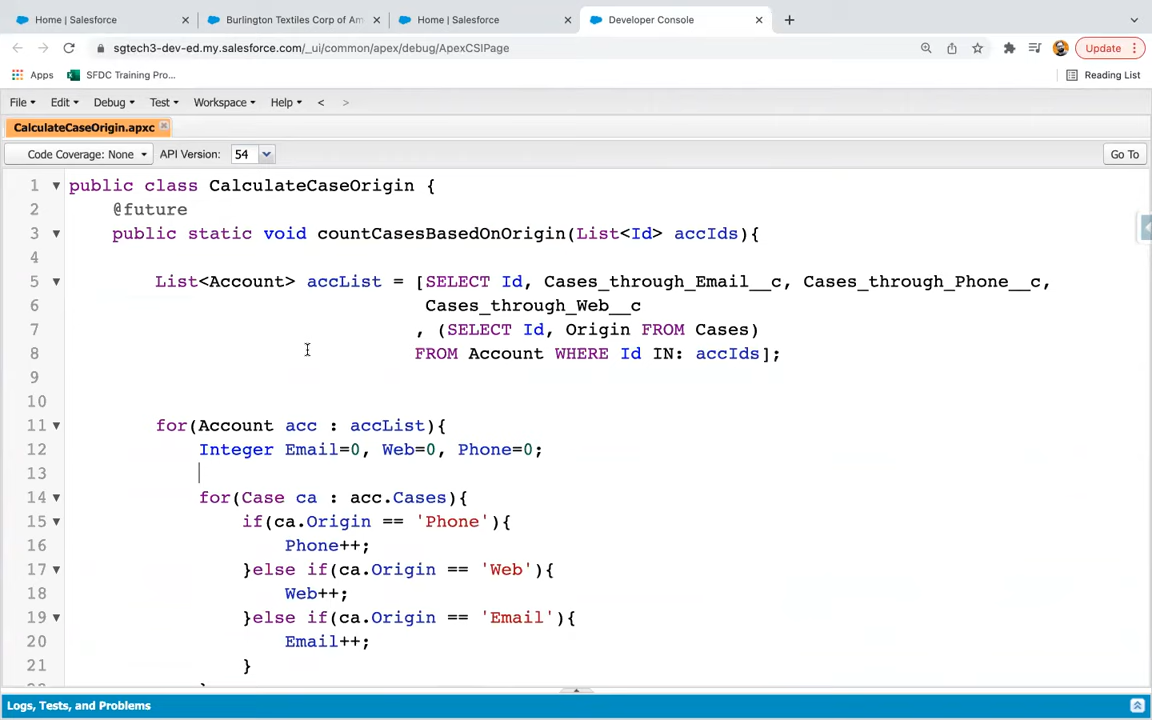 Home | Salesforce
Burlington Textiles Corp of Am
Home | Salesforce
Developer Console
sgtech3-dev-ed.my.salesforce.com/_ui/common/apex/debug/ApexCSIPage
Update
Apps
SFDC Training Pro...
Reading List
File
Edit
Debug
Test
Workspace
Help
<
>
CalculateCaseOrigin.apxc
Code Coverage: None
API Version:
54
Go To
1 public class CalculateCaseOrigin {
2 @future
3 public static void countCasesBasedOnOrigin(List<Id> accIds){
4
5 List<Account> accList = [SELECT Id, Cases_through_Email__c, Cases_through_Phone__c,
6 Cases_through_Web__c
7 , (SELECT Id, Origin FROM Cases)
8 FROM Account WHERE Id IN: accIds];
9
10
11 for(Account acc : accList){
12 Integer Email=0, Web=0, Phone=0;
13
14 for(Case ca : acc.Cases){
15 if(ca.Origin == 'Phone'){
16 Phone++;
17 }else if(ca.Origin == 'Web'){
18 Web++;
19 }else if(ca.Origin == 'Email'){
20 Email++;
21 }
Logs, Tests, and Problems